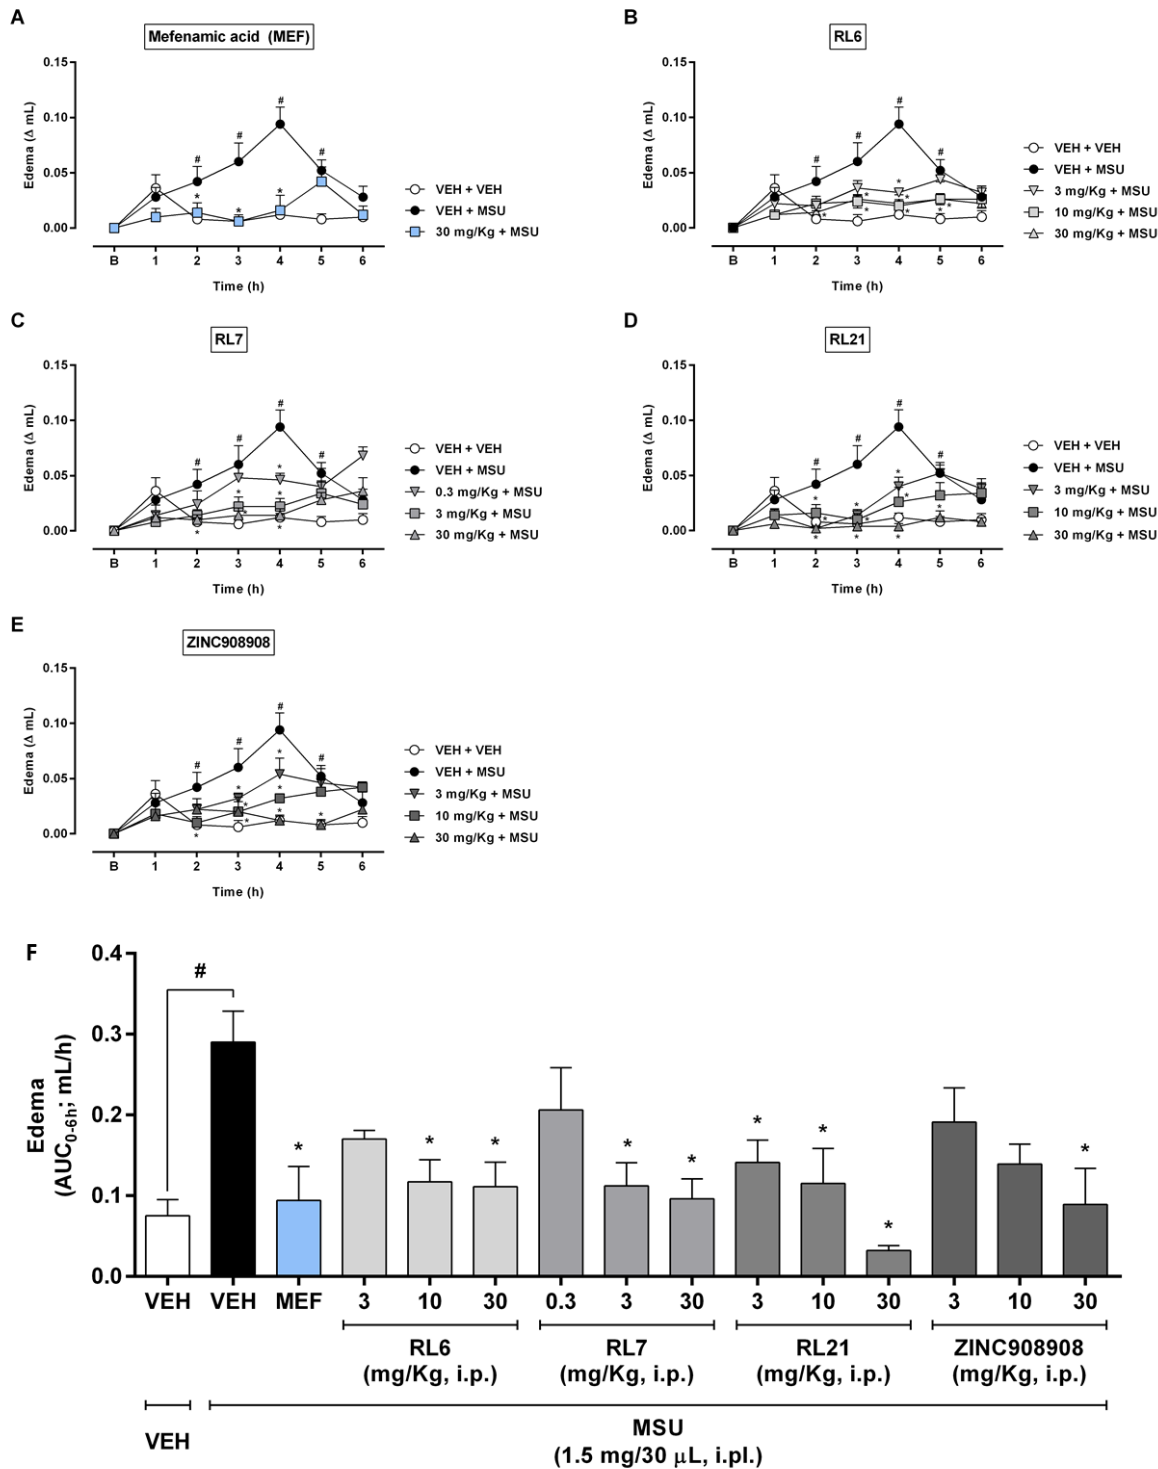 A
Mefenamic acid (MEF)
0.15
0.10
0.05
0.00
Edema (Δ mL)
# # # #
* * *
B 1 2 3 4 5 6
Time (h)
VEH + VEH
VEH + MSU
30 mg/Kg + MSU
B
RL6
0.15
0.10
0.05
0.00
Edema (Δ mL)
# # # #
B 1 2 3 4 5 6
Time (h)
VEH + VEH
VEH + MSU
3 mg/Kg + MSU
10 mg/Kg + MSU
30 mg/Kg + MSU
C
RL7
0.15
0.10
0.05
0.00
Edema (Δ mL)
# # # #
B 1 2 3 4 5 6
Time (h)
VEH + VEH
VEH + MSU
0.3 mg/Kg + MSU
3 mg/Kg + MSU
30 mg/Kg + MSU
D
RL21
0.15
0.10
0.05
0.00
Edema (Δ mL)
# # # #
B 1 2 3 4 5 6
Time (h)
VEH + VEH
VEH + MSU
3 mg/Kg + MSU
10 mg/Kg + MSU
30 mg/Kg + MSU
E
ZINC908908
0.15
0.10
0.05
0.00
Edema (Δ mL)
# # # #
B 1 2 3 4 5 6
Time (h)
VEH + VEH
VEH + MSU
3 mg/Kg + MSU
10 mg/Kg + MSU
30 mg/Kg + MSU
F
0.4
0.3
0.2
0.1
0.0
Edema
(AUC0-6h; mL/h)
#
* * * * * * * * *
VEH VEH MEF 3 10 30 0.3 3 30 3 10 30 3 10 30
RL6 RL7 RL21 ZINC908908
(mg/Kg, i.p.) (mg/Kg, i.p.) (mg/Kg, i.p.) (mg/Kg, i.p.)
VEH MSU
(1.5 mg/30 μL, i.pl.)